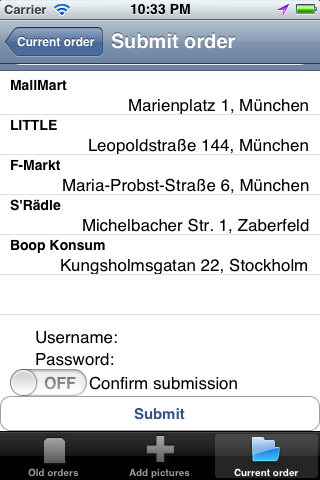 Carrier 10:33 PM
Current order Submit order
MallMart
Marienplatz 1, München
LITTLE
Leopoldstraße 144, München
F-Markt
Maria-Probst-Straße 6, München
S'Rädle
Michelbacher Str. 1, Zaberfeld
Boop Konsum
Kungsholmsgatan 22, Stockholm
Username:
Password:
OFF Confirm submission
Submit
Old orders Add pictures Current order